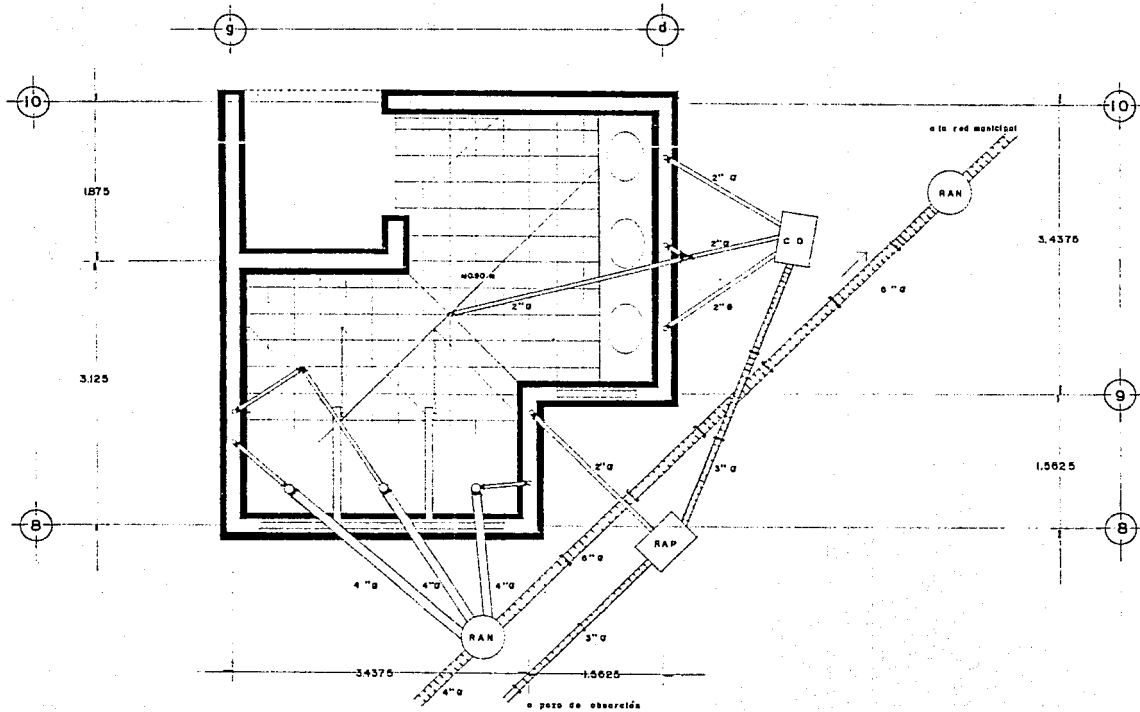 g
d
10
10
a la red municipal
RAN
2" Ø
1.875
C D
2" Ø
3.4375
2" Ø
6" Ø
2" Ø
3.125
9
3" Ø
2" Ø
1.5625
8
8
RAP
6" Ø
4" Ø
4" Ø
4" Ø
RAN
3" Ø
3.4375
1.5625
4" Ø
a pozo de absorción